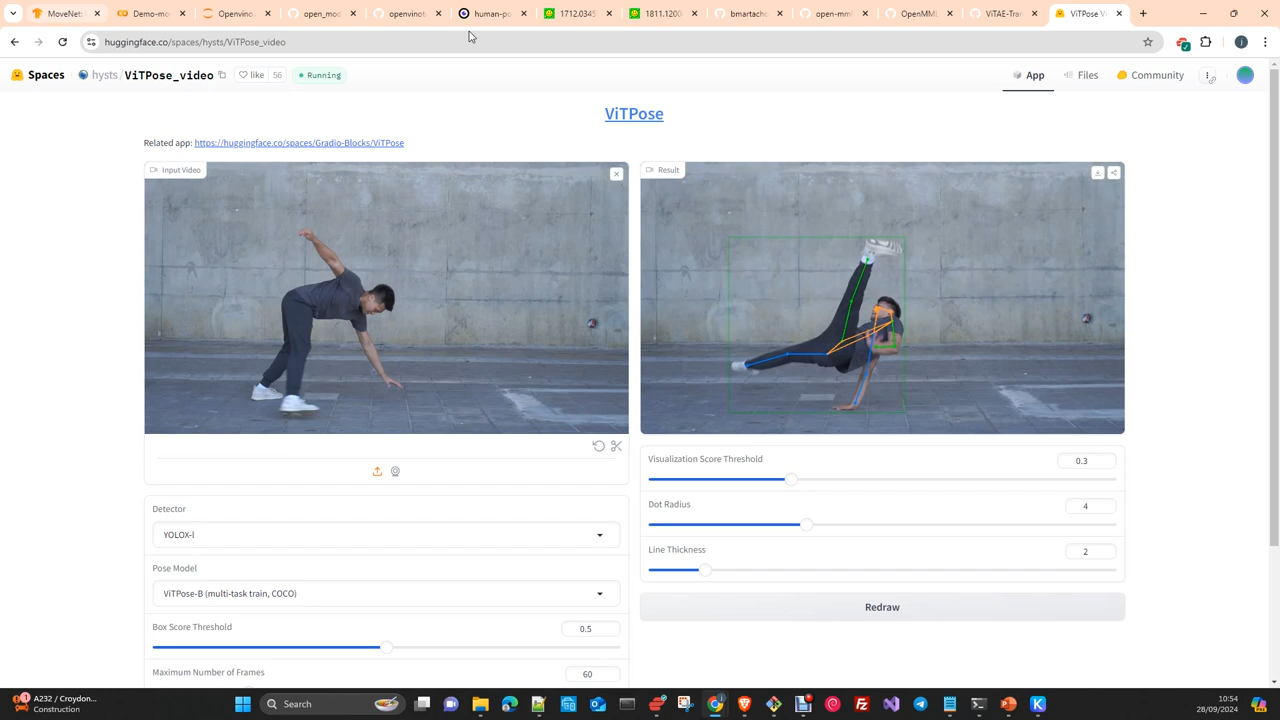 MoveNet:
Demo-mo
Openvino
open_mo
openvino
human-po
1712.0345
1811.1200
bmartacho
open-mm
OpenMML
ViTAE-Tra
ViTPose V
huggingface.co/spaces/hysts/ViTPose_video
Spaces
hysts/ViTPose_video
like 56
Running
App
Files
Community
ViTPose
Related app: https://huggingface.co/spaces/Gradio-Blocks/ViTPose
Input Video
Result
Detector
YOLOX-l
Pose Model
ViTPose-B (multi-task train, COCO)
Box Score Threshold
0.5
Maximum Number of Frames
60
Visualization Score Threshold
0.3
Dot Radius
4
Line Thickness
2
Redraw
A232 / Croydon...
Construction
Search
10:54
28/09/2024